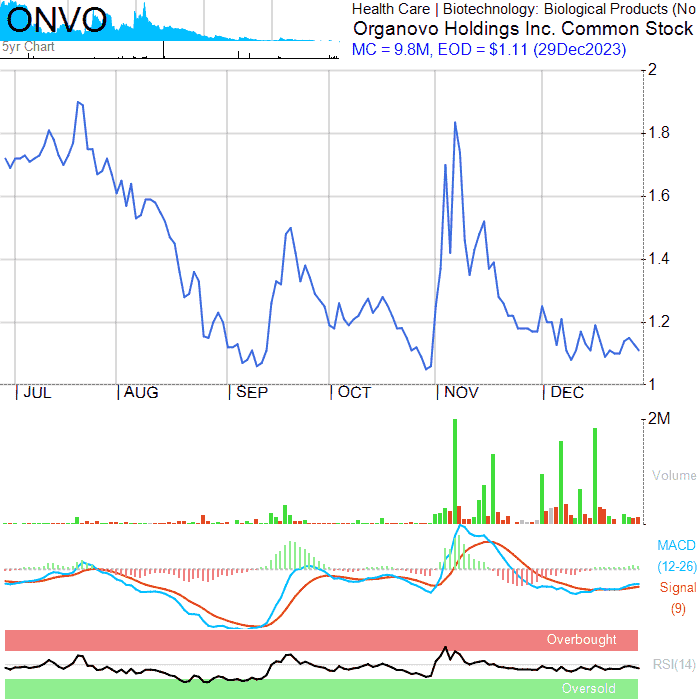 ONVO
5yr Chart
Health Care | Biotechnology: Biological Products (No
Organovo Holdings Inc. Common Stock
MC = 9.8M, EOD = $1.11 (29Dec2023)
2
1.8
1.6
1.4
1.2
1
JUL AUG SEP OCT NOV DEC
2M
Volume
MACD
(12-26)
Signal
(9)
Overbought
RSI(14)
Oversold